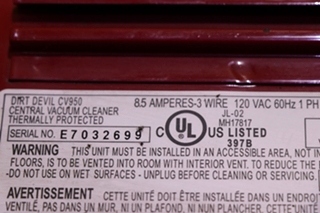 DIRT DEVIL CV950 8.5 AMPERES-3 WIRE 120 VAC 60Hz 1 PH
CENTRAL VACUUM CLEANER JL-02
THERMALLY PROTECTED MH17817
SERIAL NO. E7032699 C UL US LISTED
397B
WARNING THIS UNIT MUST BE INSTALLED IN AN ACCESSIBLE AREA, NOT IN
FLOORS, IS TO BE VENTED INTO ROOM WITH INTERIOR VENT. TO REDUCE THE
-DO NOT USE ON WET SURFACES - UNPLUG BEFORE CLEANING OR SERVICING.
AVERTISSEMENT CETTE UNITÉ DOIT ÊTRE INSTALLÉE DANS UN ENDROIT
PAS DANS UN MUR, NI UN PLAFOND, NI UN PLANCHER, DOIT